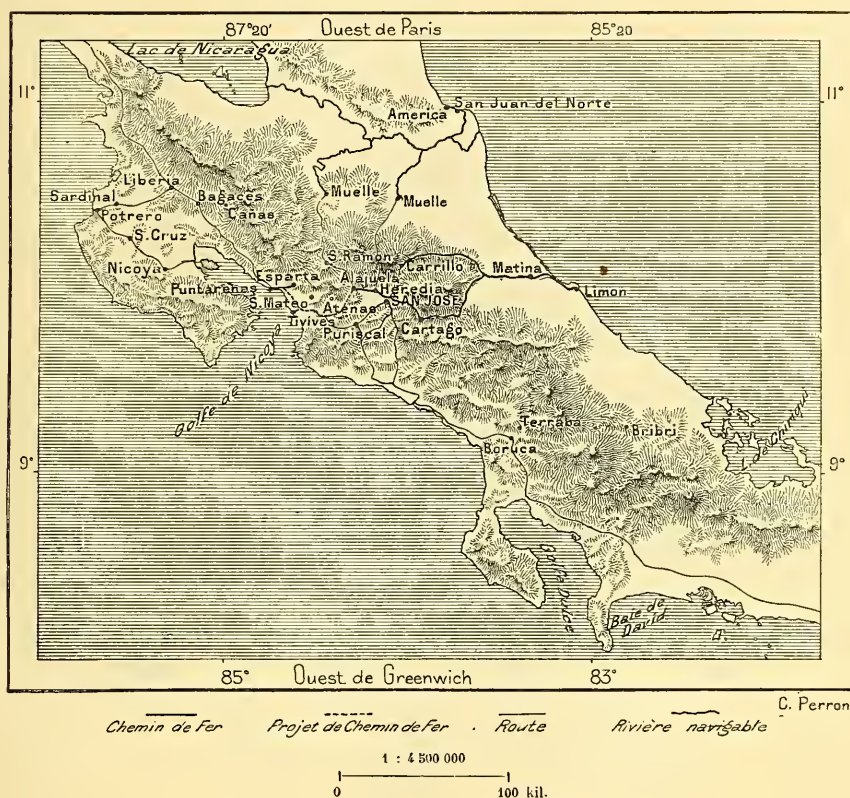 87°20' Ouest de Paris 85°20
Lac de Nicaragua
11° 11°
San Juan del Norte
America
Liberia
Muelle
Sardinal Bagaces Muelle
Potrero Cañas
S. Cruz
S. Ramon
Nicoya Esparta Alajuela Carrillo Matina
Puntarenas Heredia Limon
S. Mateo Atenas SAN JOSE
Tivives
Puriscal Cartago
Golfe de Nicoya
L. de Chiriqui
Terraba Bribri
Boruca
9° 9°
Golfe Dulce
Baie de
David
85° Ouest de Greenwich 83°
C. Perron
Chemin de Fer Projet de Chemin de Fer . Route Rivière navigable
1 : 4 500 000
0 100 kil.